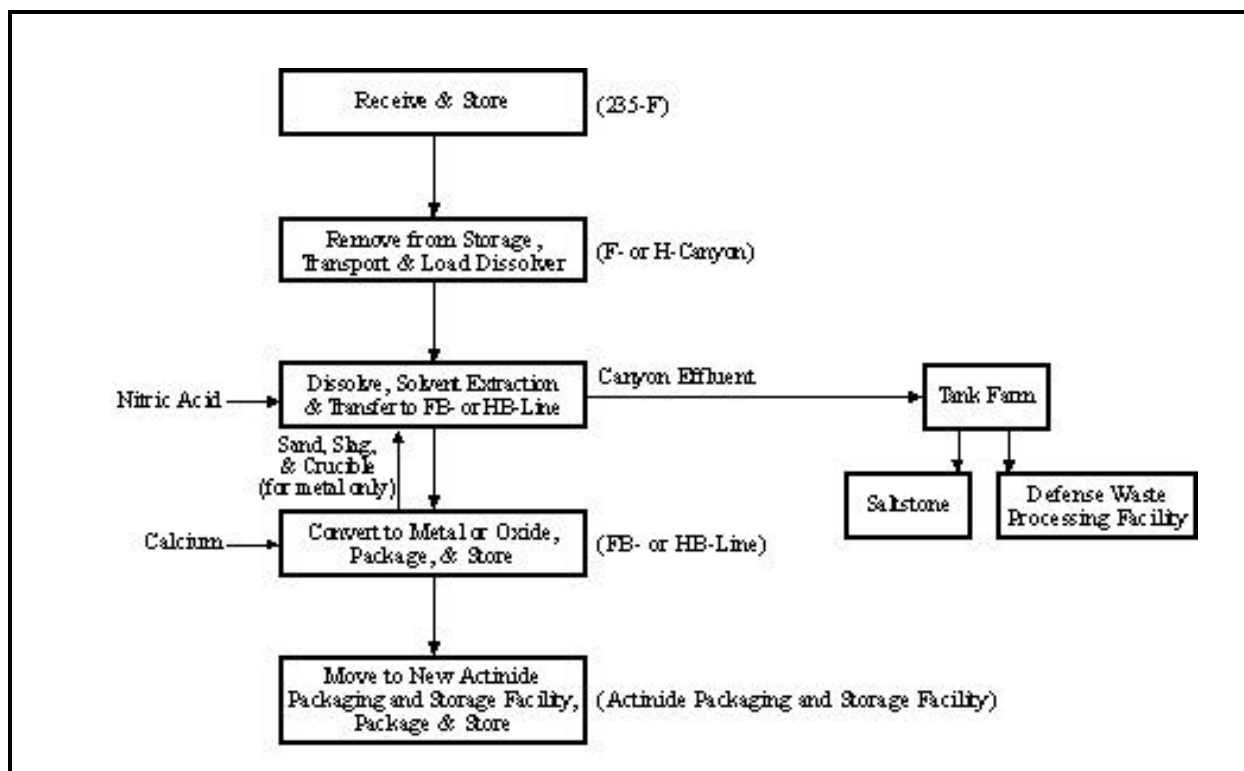 Receive & Store
(235-F)
Remove from Storage,
Transport & Load Dissolver
(F- or H-Canyon)
Nitric Acid
Dissolve, Solvent Extraction
& Transfer to FB- or HB-Line
Canyon Effluent
Tank Farm
Sand, Slag,
& Crucible
(for metal only)
Saltstone
Defense Waste
Processing Facility
Calcium
Convert to Metal or Oxide,
Package, & Store
(FB- or HB-Line)
Move to New Actinide
Packaging and Storage Facility,
Package & Store
(Actinide Packaging and Storage Facility)